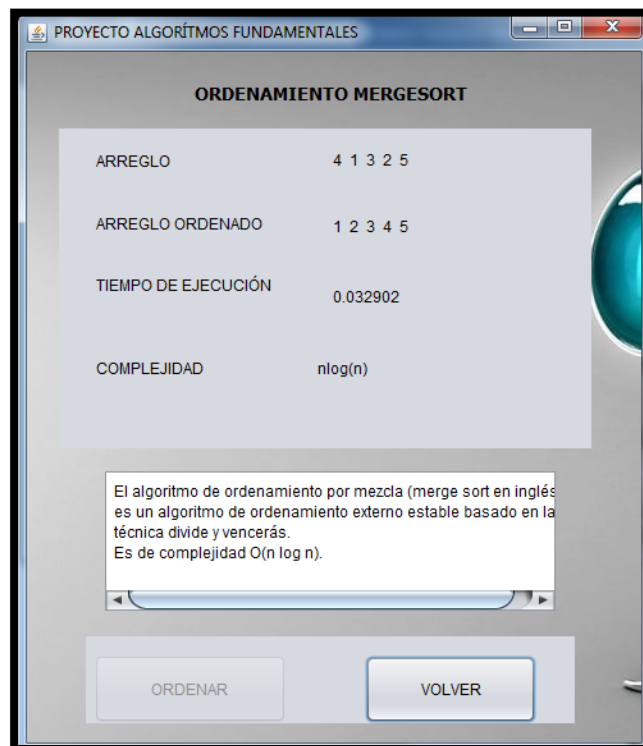 PROYECTO ALGORÍTMOS FUNDAMENTALES
ORDENAMIENTO MERGESORT
ARREGLO 4 1 3 2 5
ARREGLO ORDENADO 1 2 3 4 5
TIEMPO DE EJECUCIÓN 0.032902
COMPLEJIDAD nlog(n)
El algoritmo de ordenamiento por mezcla (merge sort en inglés
es un algoritmo de ordenamiento externo estable basado en la
técnica divide y vencerás.
Es de complejidad O(n log n).
ORDENAR VOLVER